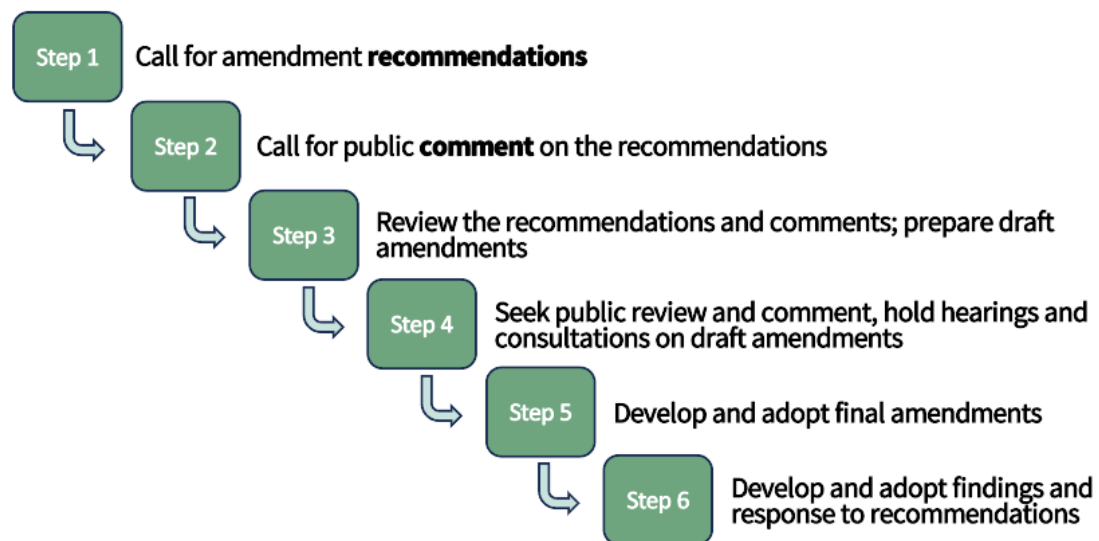 Step 1
Call for amendment recommendations
Step 2
Call for public comment on the recommendations
Step 3
Review the recommendations and comments; prepare draft
amendments
Step 4
Seek public review and comment, hold hearings and
consultations on draft amendments
Step 5
Develop and adopt final amendments
Step 6
Develop and adopt findings and
response to recommendations